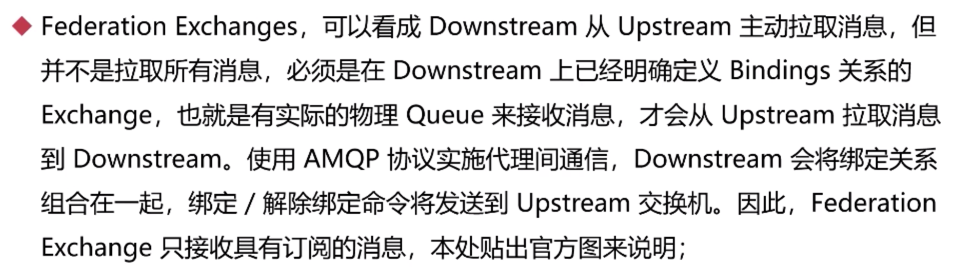 ◆ Federation Exchanges，可以看成 Downstream 从 Upstream 主动拉取消息，但
并不是拉取所有消息，必须是在 Downstream 上已经明确定义 Bindings 关系的
Exchange，也就是有实际的物理 Queue 来接收消息，才会从 Upstream 拉取消息
到 Downstream。使用 AMQP 协议实施代理间通信，Downstream 会将绑定关系
组合在一起，绑定 / 解除绑定命令将发送到 Upstream 交换机。因此，Federation
Exchange 只接收具有订阅的消息，本处贴出官方图来说明；